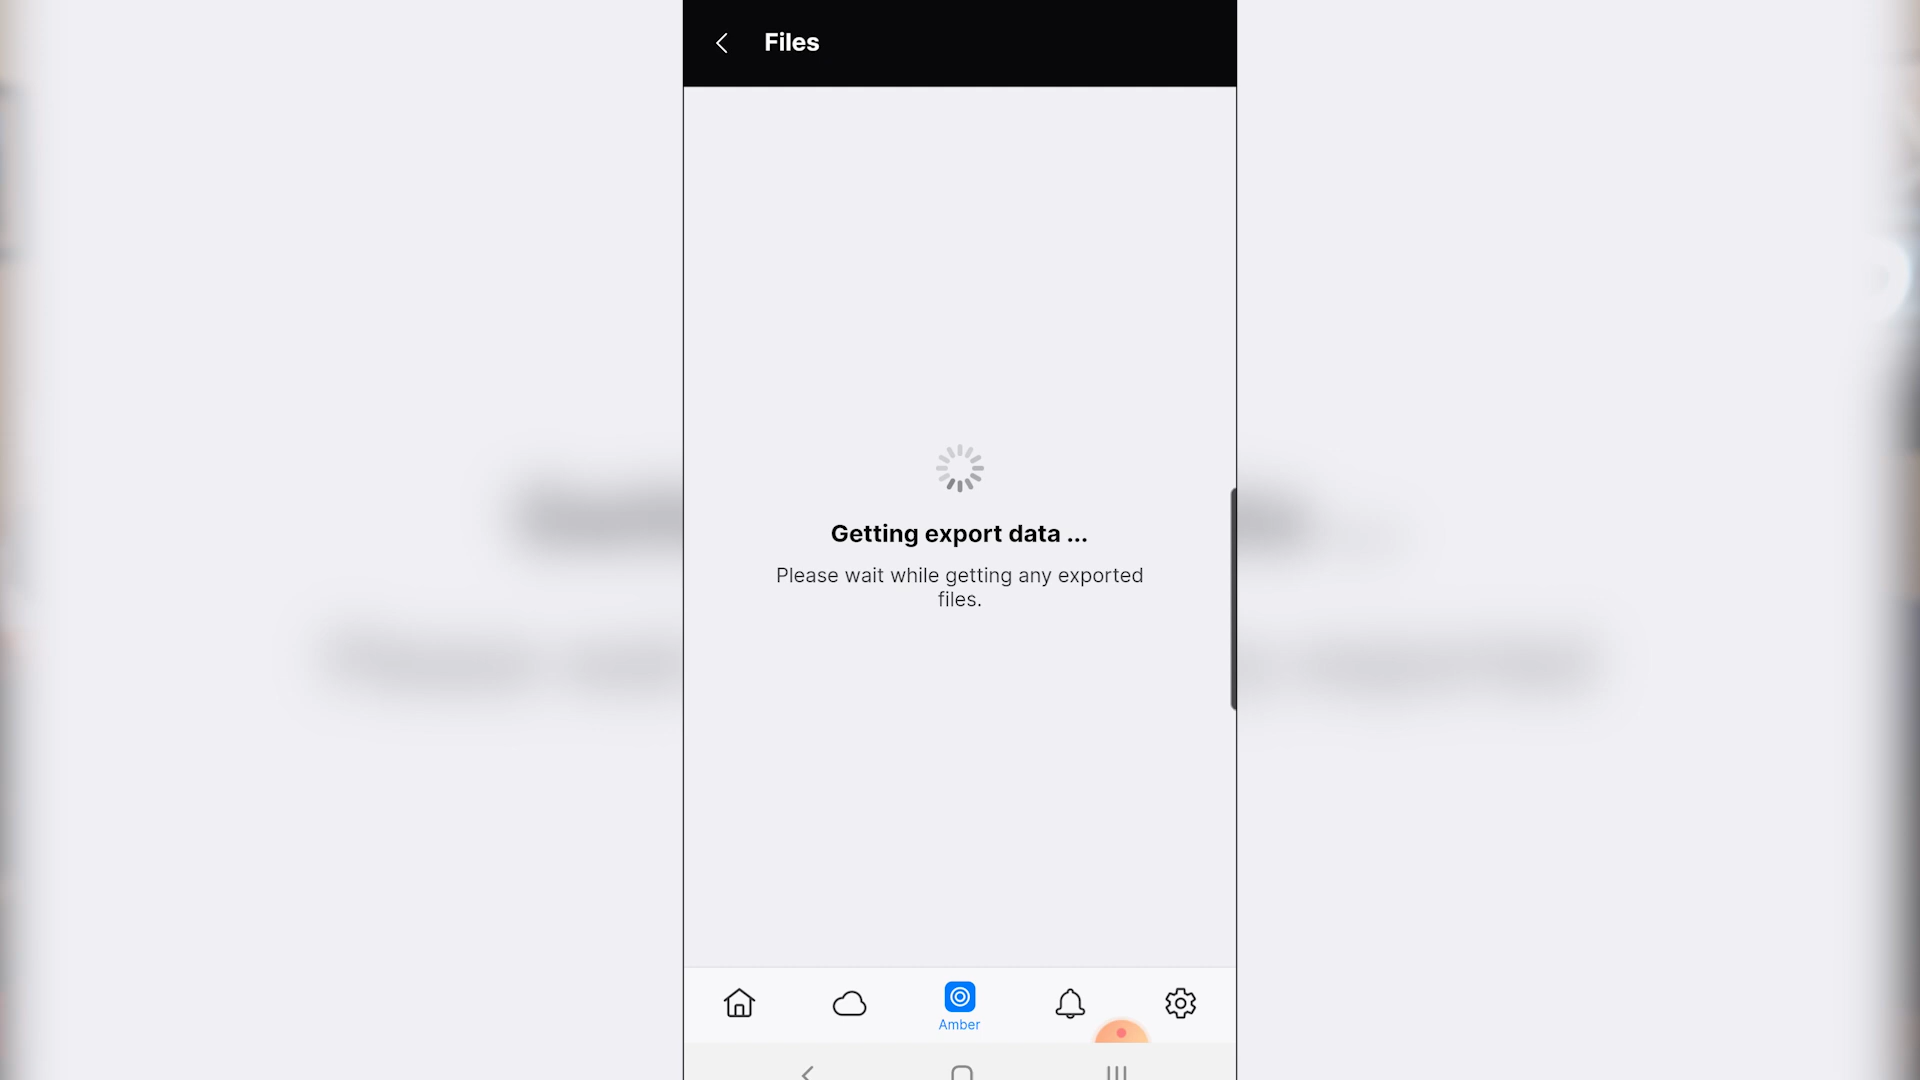 Files
Getting export data ...
Please wait while getting any exported
files.
Amber